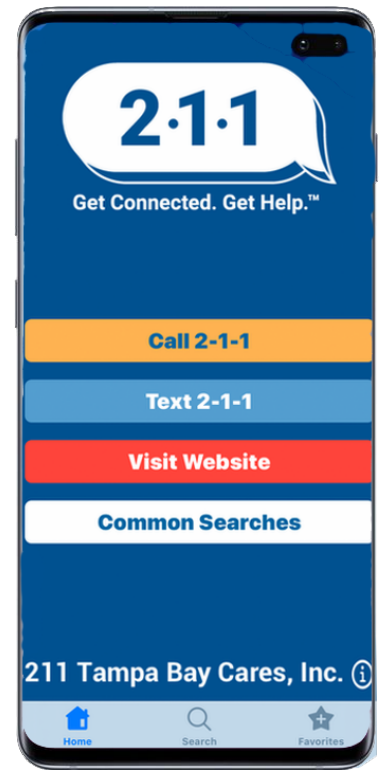 2·1·1
Get Connected. Get Help.™
Call 2-1-1
Text 2-1-1
Visit Website
Common Searches
211 Tampa Bay Cares, Inc.
Home Search Favorites